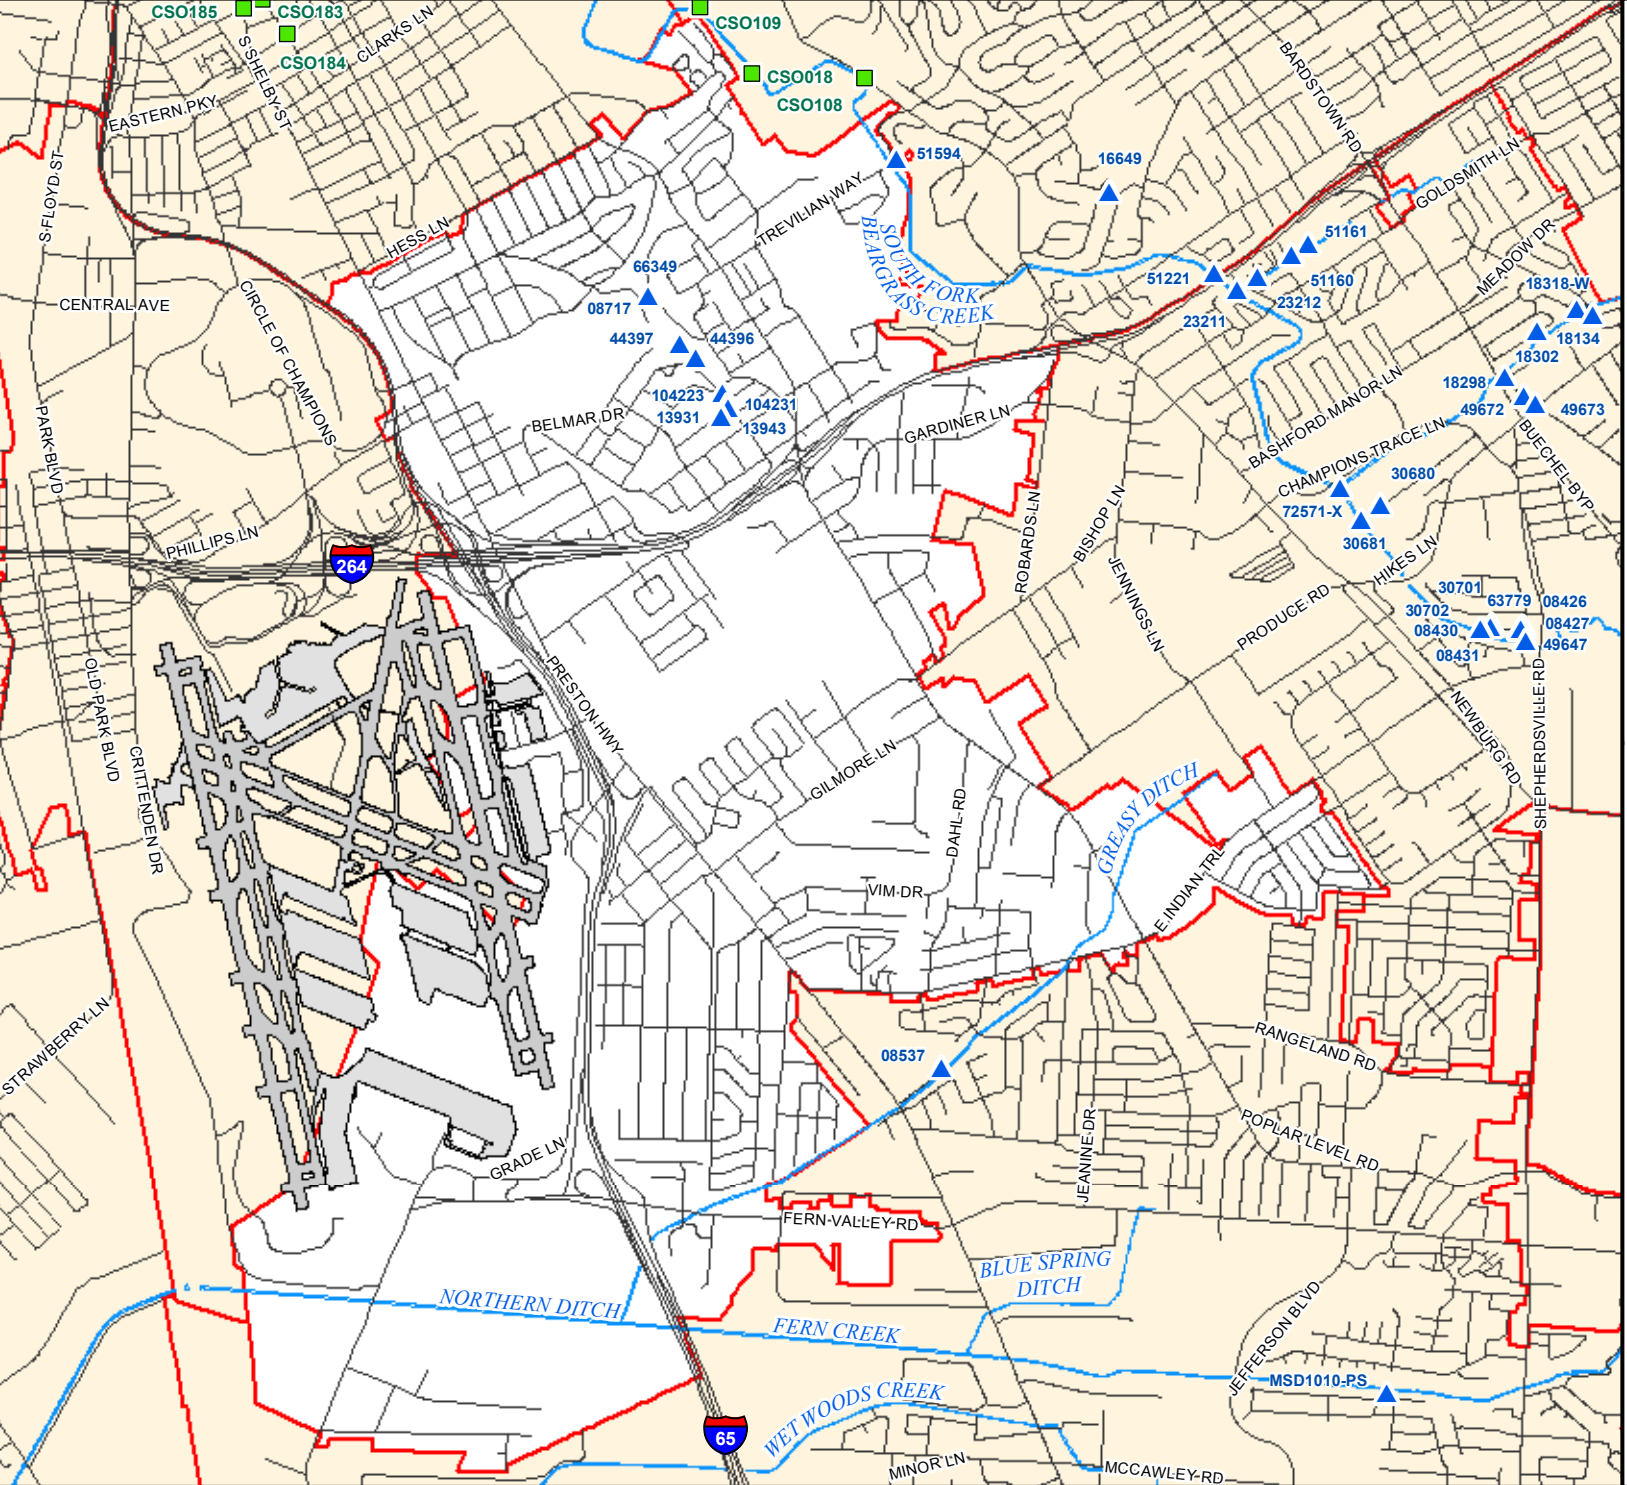 CSO185
CSO183
CSO184
CLARKS LN
S SHELBY ST
EASTERN PKY
S FLOYD ST
CSO109
CSO018
CSO108
BARDSTOWN RD
51594
16649
GOLDSMITH LN
TREVILIAN WAY
HESS LN
SOUTH FORK
BEARGRASS CREEK
51161
51160
51221
23212
23211
MEADOW DR
18318-W
18134
18302
18298
49672
49673
CENTRAL AVE
CIRCLE OF CHAMPIONS
66349
08717
44397
44396
104223
104231
13931
13943
BELMAR DR
GARDINER LN
BASHFORD MANOR LN
CHAMPIONS TRACE LN
BUECHEL BYP
PARK BLVD
30680
72571-X
30681
PHILLIPS LN
264
ROBARDS LN
BISHOP LN
JENNINGS LN
HIKES LN
PRODUCE RD
30701
63779
08426
30702
08427
08430
49647
08431
OLD PARK BLVD
CRITTENDEN DR
PRESTON HWY
SHEPHERDSVILLE RD
NEWBURG RD
GILMORE LN
GREASY DITCH
DAHL RD
VIM DR
E INDIAN TRL
STRAWBERRY LN
08537
RANGELAND RD
POPLAR LEVEL RD
JEANINE DR
GRADE LN
FERN VALLEY RD
BLUE SPRING
DITCH
NORTHERN DITCH
FERN CREEK
JEFFERSON BLVD
MSD1010-PS
WET WOODS CREEK
65
MINOR LN
MCCAWLEY RD